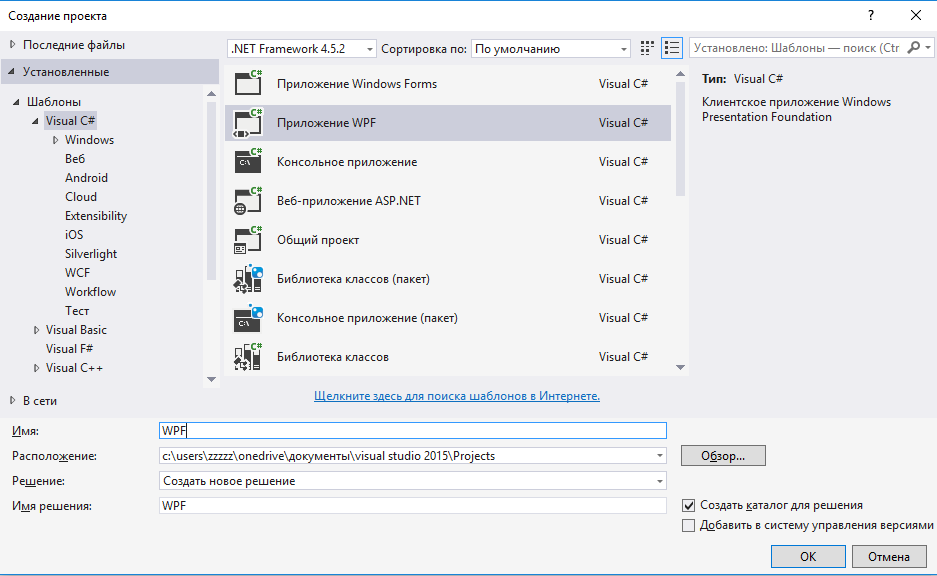 Создание проекта
?
Последние файлы
Установленные
Шаблоны
Visual C#
Windows
Веб
Android
Cloud
Extensibility
iOS
Silverlight
WCF
Workflow
Тест
Visual Basic
Visual F#
Visual C++
В сети
.NET Framework 4.5.2
Сортировка по: По умолчанию
Установлено: Шаблоны — поиск (Ctr
Приложение Windows Forms Visual C#
Приложение WPF Visual C#
Консольное приложение Visual C#
Веб-приложение ASP.NET Visual C#
Общий проект Visual C#
Библиотека классов (пакет) Visual C#
Консольное приложение (пакет) Visual C#
Библиотека классов Visual C#
Щелкните здесь для поиска шаблонов в Интернете.
Тип: Visual C#
Клиентское приложение Windows
Presentation Foundation
Имя: WPF
Расположение: c:\users\zzzzz\onedrive\документы\visual studio 2015\Projects
Обзор...
Решение: Создать новое решение
Имя решения: WPF
Создать каталог для решения
Добавить в систему управления версиями
OK
Отмена